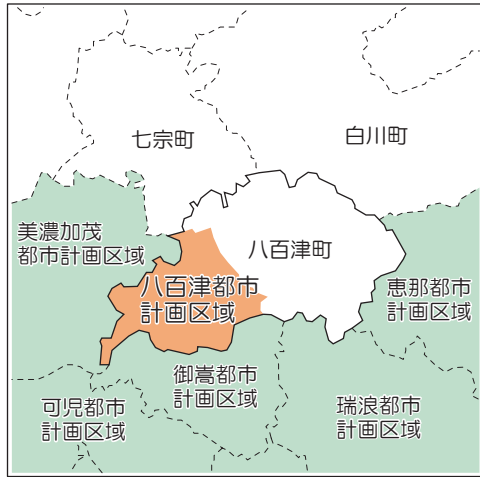 七宗町
白川町
美濃加茂
都市計画区域
八百津町
八百津都市
計画区域
恵那都市
計画区域
御嵩都市
計画区域
可児都市
計画区域
瑞浪都市
計画区域